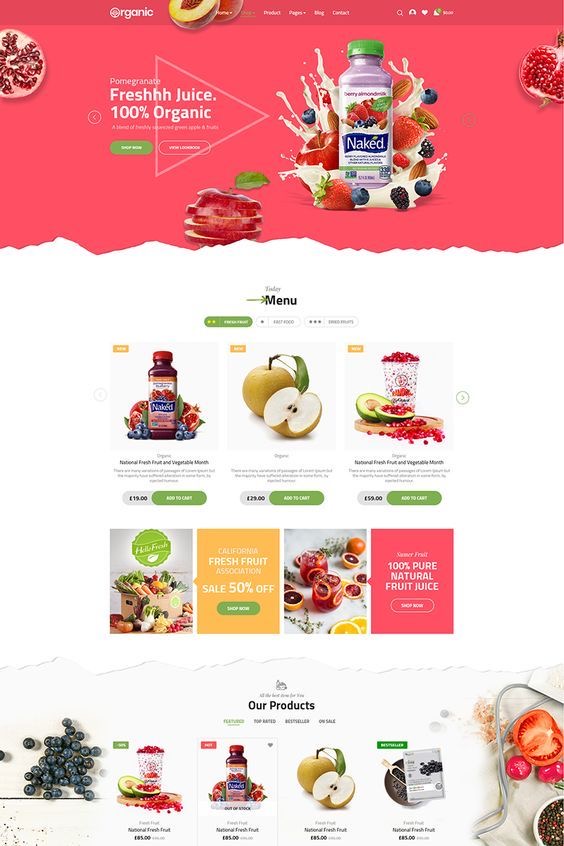 Organic
Home Shop Product Pages Blog Contact £0.00
Pomegranate
Freshhh Juice.
100% Organic
SHOP NOW VIEW LOOKBOOK
berry almondmilk
Naked
Today
Menu
FRESH FRUIT FAST FOOD DRIED FRUITS
NEW NEW NEW
Naked
Organic Organic Organic
National Fresh Fruit and Vegetable Month National Fresh Fruit National Fresh Fruit and Vegetable Month
There are many variations of passages of Lorem Ipsum but There are many variations of passages of Lorem Ipsum but There are many variations of passages of Lorem Ipsum but
the majority have suffered alteration in some form, by the majority have suffered alteration in some form, by the majority have suffered alteration in some form, by
injected humour. injected humour. injected humour.
£19.00 ADD TO CART £29.00 ADD TO CART £59.00 ADD TO CART
HelloFresh
CALIFORNIA
FRESH FRUIT
ASSOCIATION
SALE 50% OFF
SHOP NOW
Sumer Fruit
100% PURE
NATURAL
FRUIT JUICE
SHOP NOW
All the best item for You
Our Products
FEATURED TOP RATED BESTSELLER ON SALE
-50% HOT BESTSELLER
Naked
OUT OF STOCK
Fresh Fruit Fresh Fruit Fresh Fruit Fresh Fruit
National Fresh Fruit National Fresh Fruit National Fresh Fruit National Fresh Fruit
£85.00 £95.00 £85.00 £95.00 £85.00 £95.00 £85.00 £95.00